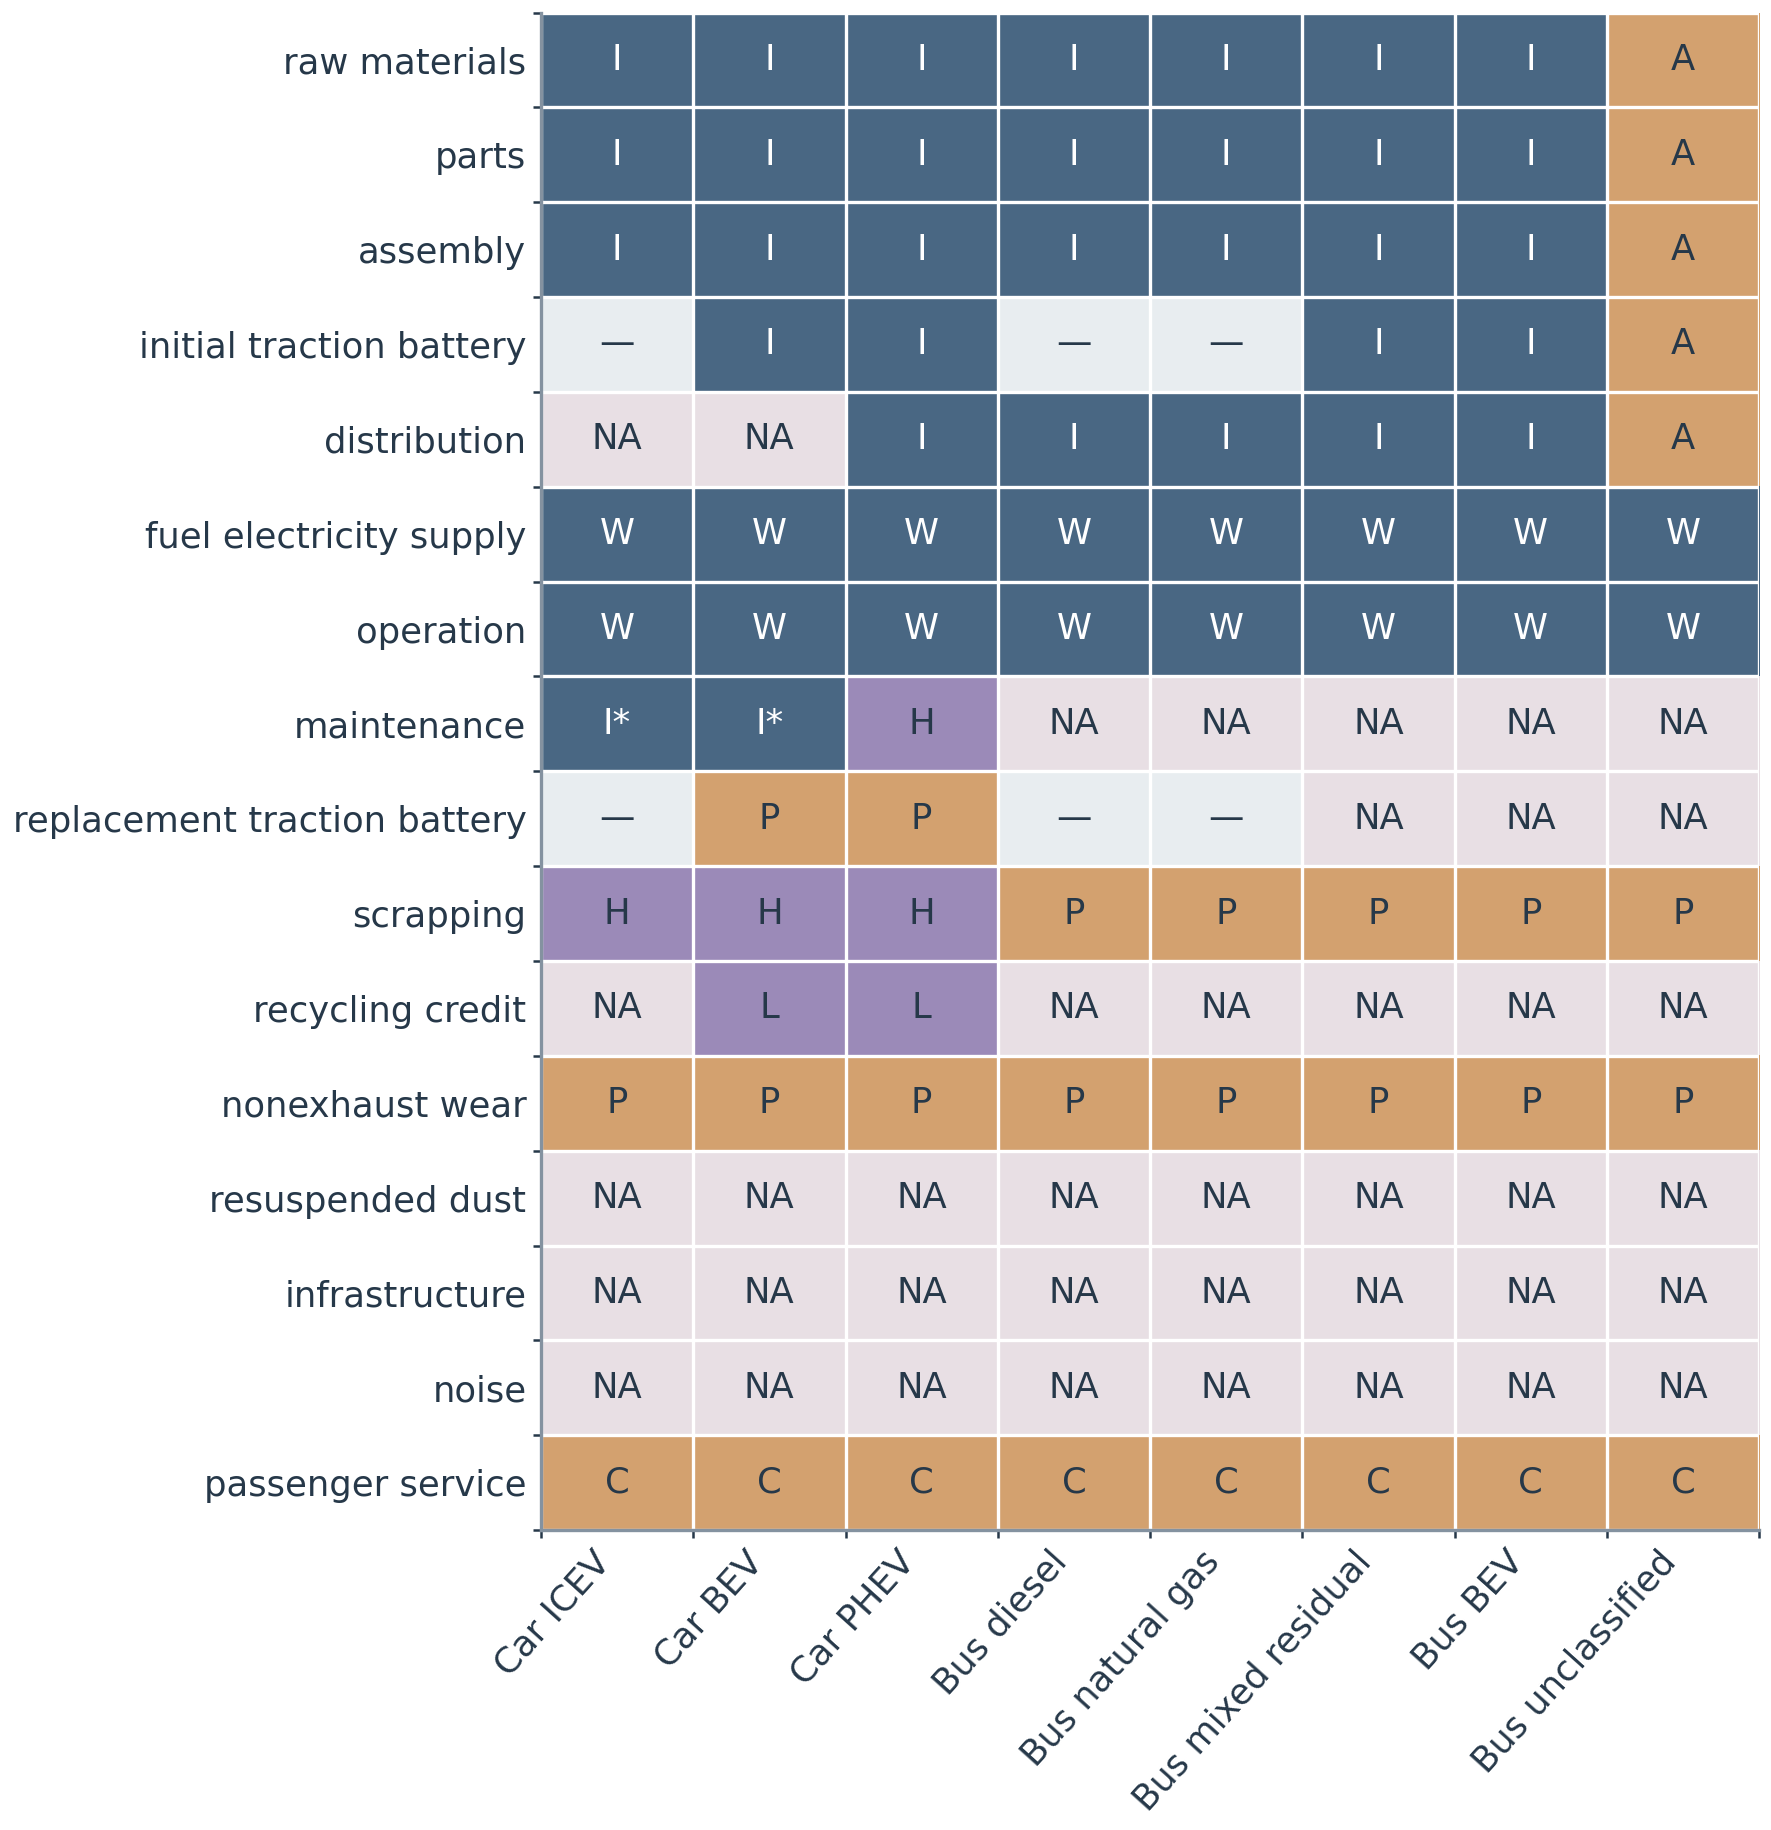 raw materials I I I I I I I A
parts I I I I I I I A
assembly I I I I I I I A
initial traction battery — I I — — I I A
distribution NA NA I I I I I A
fuel electricity supply W W W W W W W W
operation W W W W W W W W
maintenance I* I* H NA NA NA NA NA
replacement traction battery — P P — — NA NA NA
scrapping H H H P P P P P
recycling credit NA L L NA NA NA NA NA
nonexhaust wear P P P P P P P P
resuspended dust NA NA NA NA NA NA NA NA
infrastructure NA NA NA NA NA NA NA NA
noise NA NA NA NA NA NA NA NA
passenger service C C C C C C C C
Car ICEV
Car BEV
Car PHEV
Bus diesel
Bus natural gas
Bus mixed residual
Bus BEV
Bus unclassified